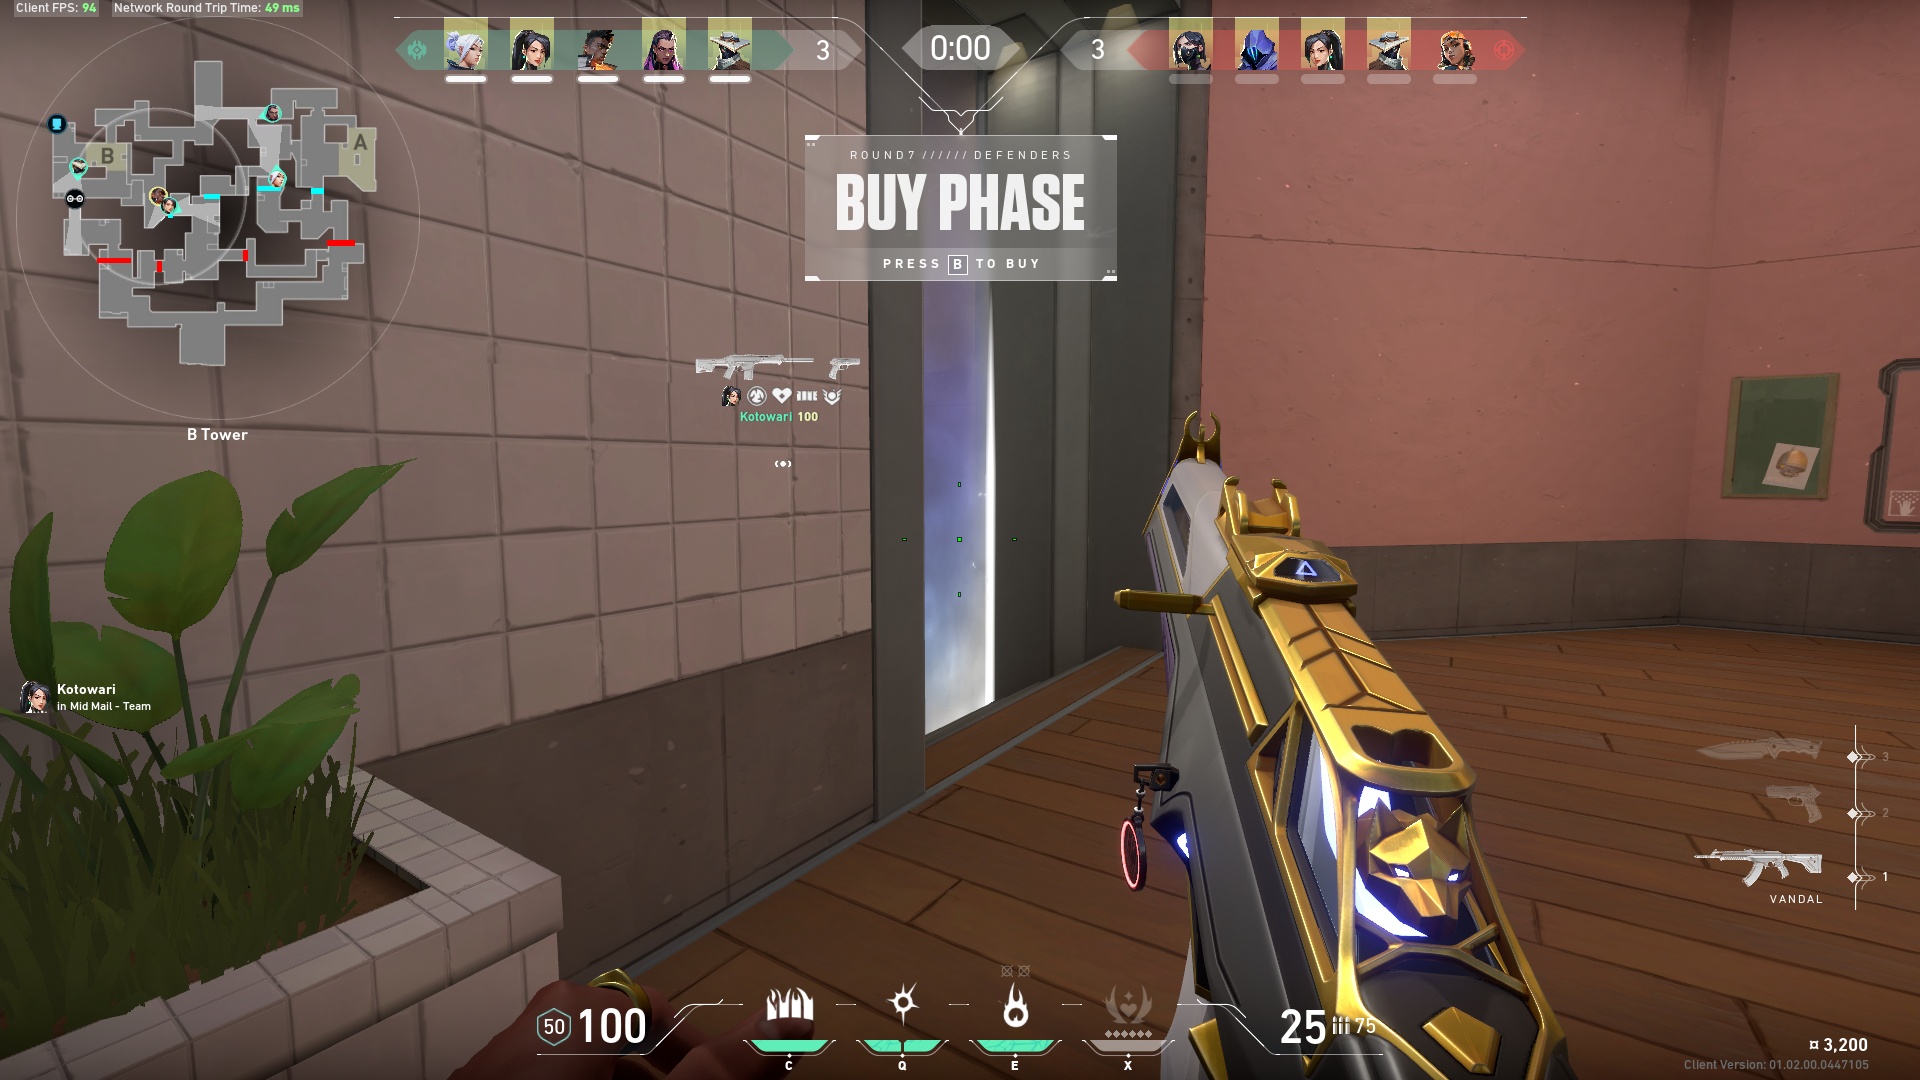 Client FPS: 94 Network Round Trip Time: 49 ms
3 0:00 3
ROUND 7 ////// DEFENDERS
BUY PHASE
PRESS B TO BUY
A
B
B Tower
Kotowari 100
Kotowari
in Mid Mail - Team
3
2
1
VANDAL
50 100
C Q E X
25 75
¤ 3,200
Client Version: 01.02.00.0447105